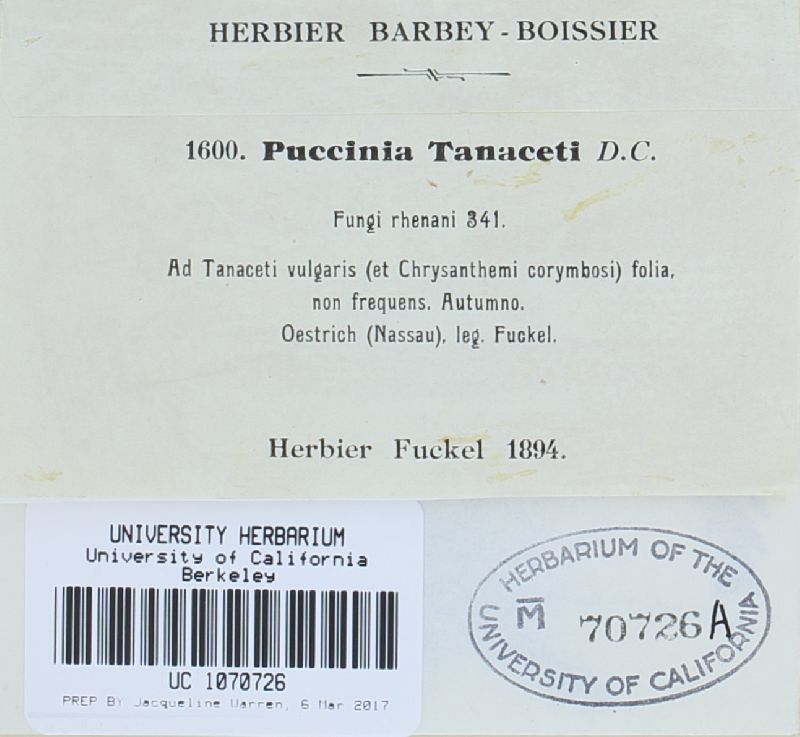 HERBIER BARBEY-BOISSIER
1600. Puccinia Tanaceti D.C.
Fungi rhenani 341.
Ad Tanaceti vulgaris (et Chrysanthemi corymbosi) folia,
non frequens. Autumno.
Oestrich (Nassau), leg. Fuckel.
Herbier Fuckel 1894.
UNIVERSITY HERBARIUM
University of California
Berkeley
UC 1070726
PREP BY Jacqueline Warren, 6 Mar 2017
HERBARIUM OF THE
M̅ 70726 A
UNIVERSITY OF CALIFORNIA